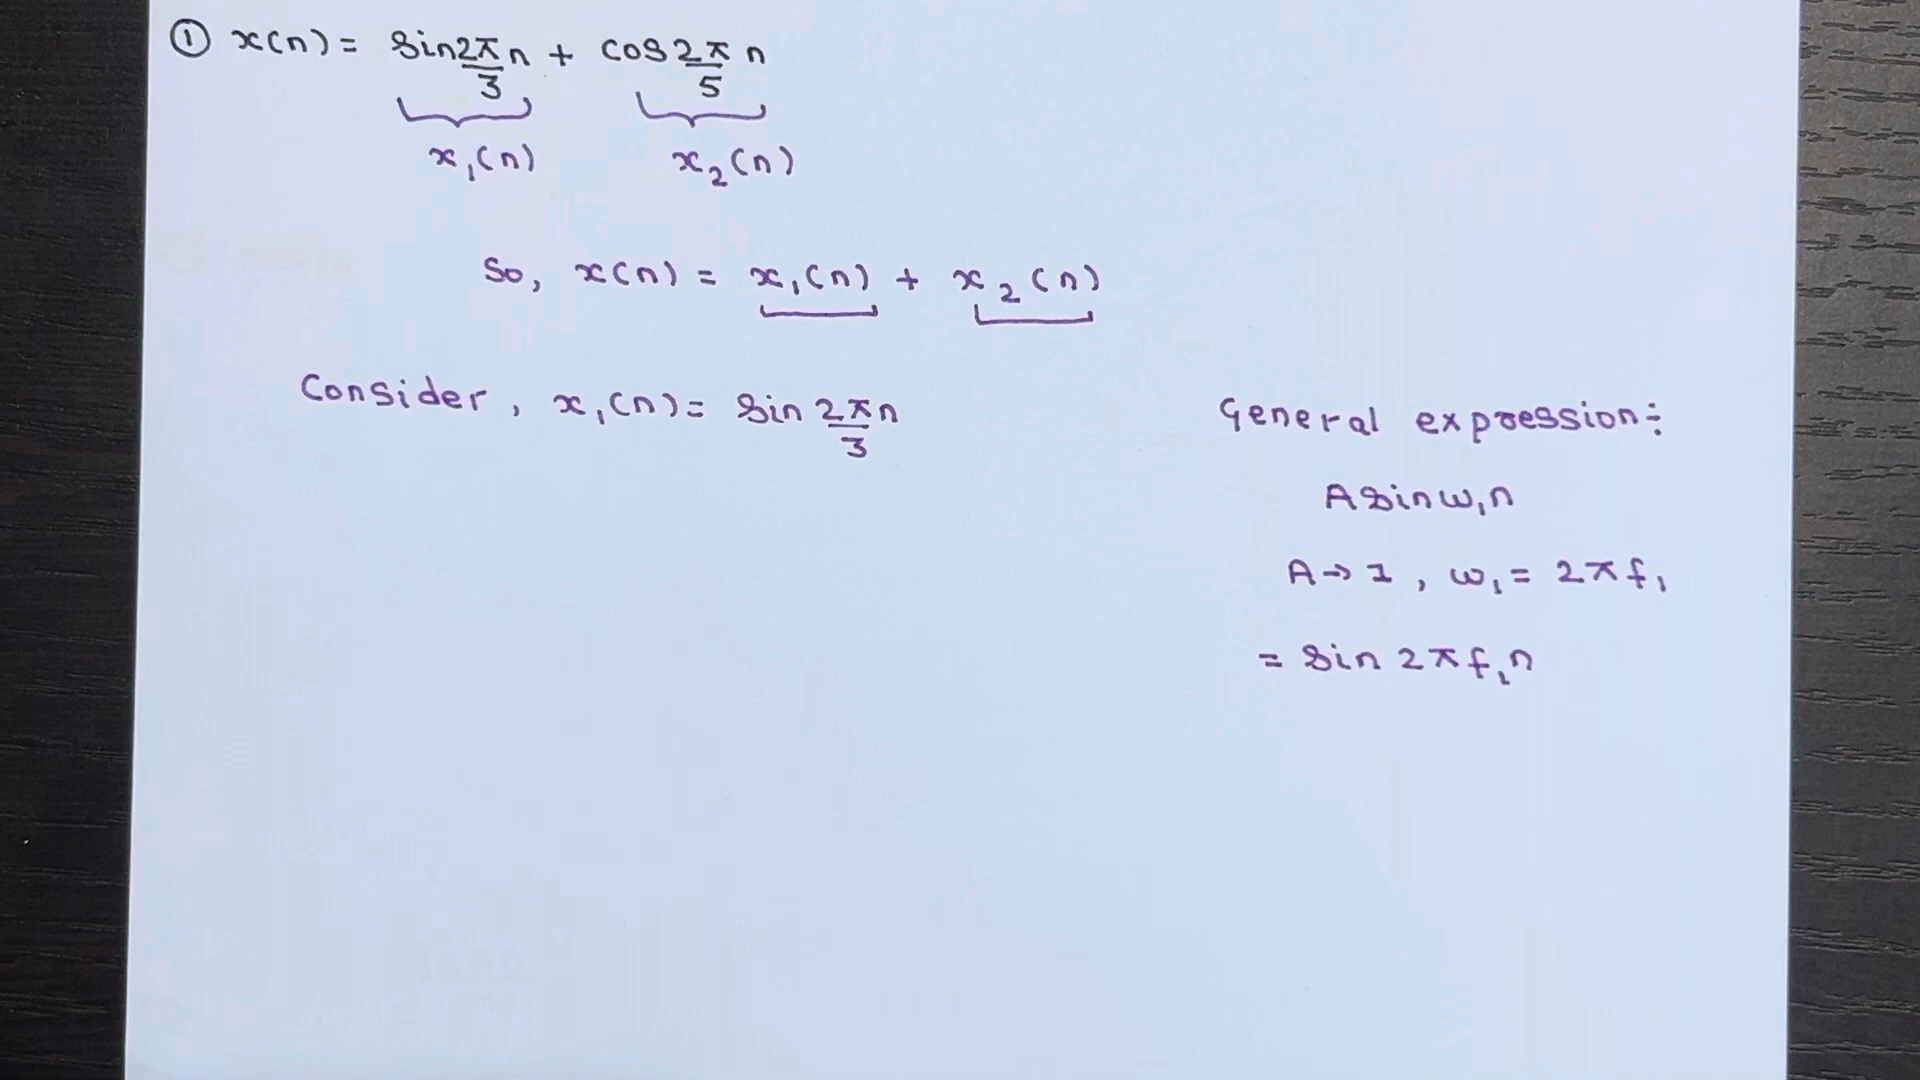 ① x(n) = sin 2π/3 n + cos 2π/5 n
x₁(n) x₂(n)
So, x(n) = x₁(n) + x₂(n)
Consider, x₁(n) = sin 2πn/3
General expression:
A sin ω₁n
A → 1, ω₁ = 2πf₁
= sin 2πf₁n